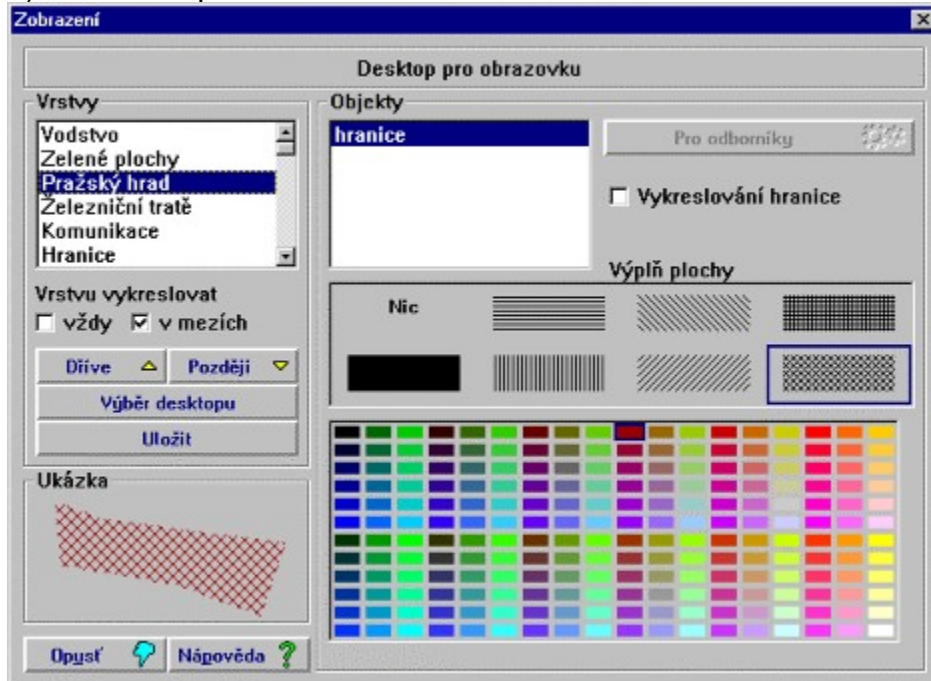 Zobrazení
Desktop pro obrazovku
Vrstvy
Vodstvo
Zelené plochy
Pražský hrad
Železniční tratě
Komunikace
Hranice
Vrstvu vykreslovat
vždy
v mezích
Dříve
Později
Výběr desktopu
Uložit
Ukázka
Opusť
Nápověda
Objekty
hranice
Pro odborníky
Vykreslování hranice
Výplň plochy
Nic